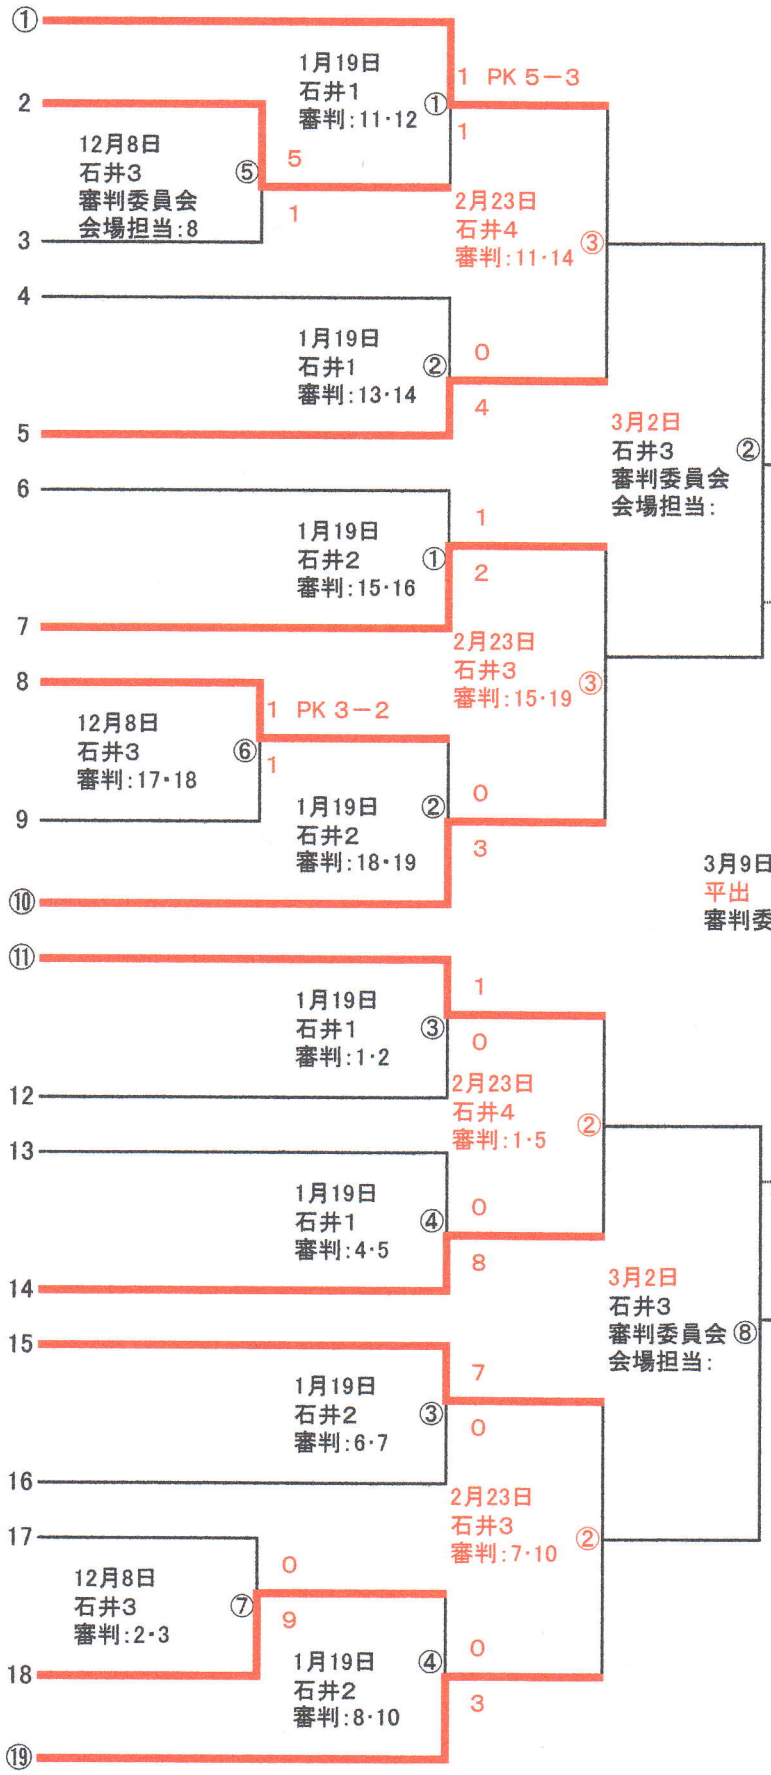 ①
1月19日
石井1
審判:11・12
①
1 PK 5-3
1
2
12月8日
石井3
審判委員会
会場担当:8
⑤
5
1
3
2月23日
石井4
審判:11・14
③
4
1月19日
石井1
審判:13・14
②
0
4
5
3月2日
石井3
審判委員会
会場担当:
②
6
1月19日
石井2
審判:15・16
①
1
2
7
2月23日
石井3
審判:15・19
③
8
12月8日
石井3
審判:17・18
⑥
1 PK 3-2
1
9
1月19日
石井2
審判:18・19
②
0
3
⑩
3月9日
平出
審判委
⑪
1月19日
石井1
審判:1・2
③
1
0
12
2月23日
石井4
審判:1・5
②
13
1月19日
石井1
審判:4・5
④
0
8
14
3月2日
石井3
審判委員会
会場担当:
⑧
15
1月19日
石井2
審判:6・7
③
7
0
16
2月23日
石井3
審判:7・10
②
17
12月8日
石井3
審判:2・3
⑦
0
9
18
1月19日
石井2
審判:8・10
④
0
3
⑲